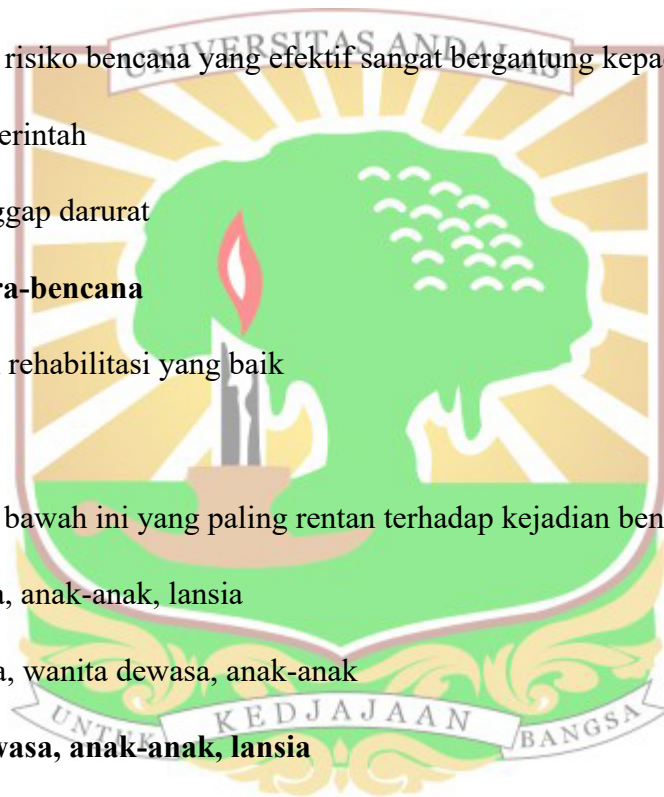 UNIVERSITAS ANDALAS
risiko bencana yang efektif sangat bergantung kepa
erintah
ggap darurat
ra-bencana
rehabilitasi yang baik
bawah ini yang paling rentan terhadap kejadian ben
a, anak-anak, lansia
a, wanita dewasa, anak-anak
wasa, anak-anak, lansia
UNTUK KEDJAJAAN BANGSA